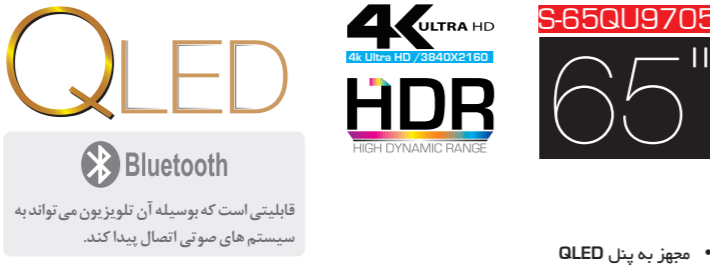 QLED
4K ULTRA HD
4k Ultra HD /3840X2160
HDR
HIGH DYNAMIC RANGE
S-65QU9705
65"
Bluetooth
قابلیتی است که بوسیله آن تلویزیون می‌تواند به
سیستم های صوتی اتصال پیدا کند.
• مجهز به پنل QLED